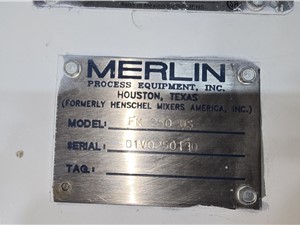 MERLIN
PROCESS EQUIPMENT, INC.
HOUSTON, TEXAS
(FORMERLY HENSCHEL MIXERS AMERICA, INC.)
MODEL:
SERIAL:
TAG: